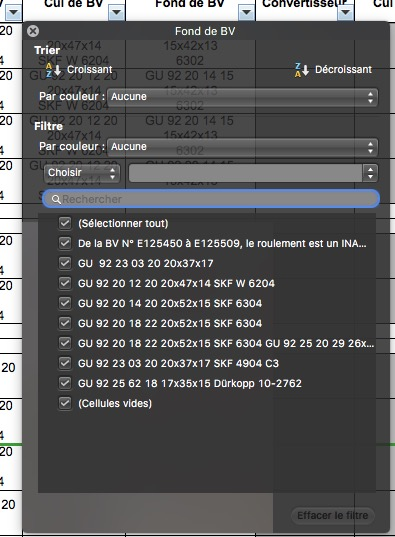 Cul de BV Fond de BV Convertisseur Cul
Fond de BV
Trier
Croissant Décroissant
Par couleur : Aucune
Filtre
Par couleur : Aucune
Choisir
Rechercher
(Sélectionner tout)
De la BV N° E125450 à E125509, le roulement est un INA...
GU 92 23 03 20 20x37x17
GU 92 20 12 20 20x47x14 SKF W 6204
GU 92 20 14 20 20x52x15 SKF 6304
GU 92 20 18 22 20x52x15 SKF 6304
GU 92 20 18 22 20x52x15 SKF 6304 GU 92 25 20 29 26x...
GU 92 23 03 20 20x37x17 SKF 4904 C3
GU 92 25 62 18 17x35x15 Dürkopp 10-2762
(Cellules vides)
Effacer le filtre